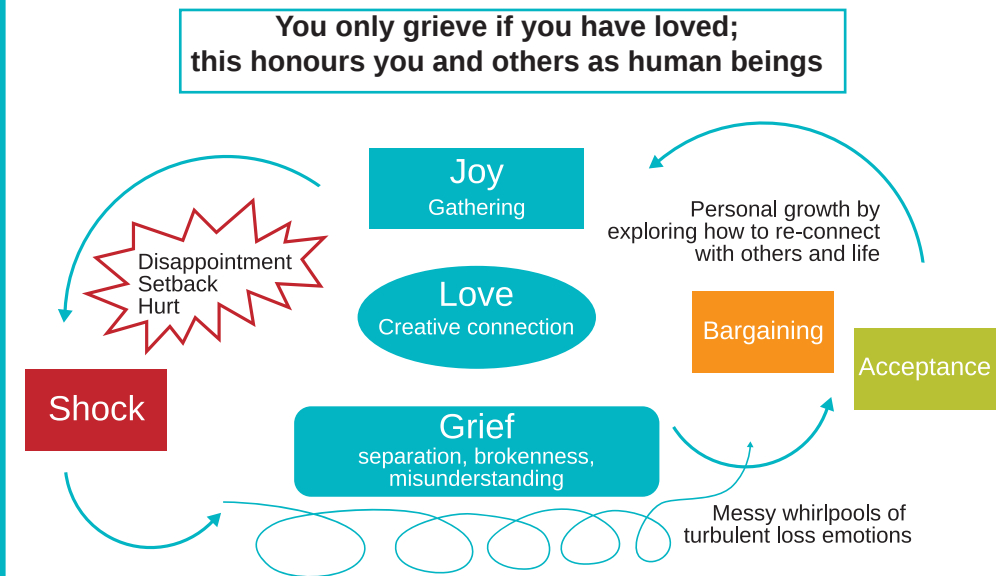 You only grieve if you have loved;
this honours you and others as human beings
Joy
Gathering
Personal growth by
exploring how to re-connect
with others and life
Disappointment
Setback
Hurt
Love
Creative connection
Bargaining
Acceptance
Shock
Grief
separation, brokenness,
misunderstanding
Messy whirlpools of
turbulent loss emotions